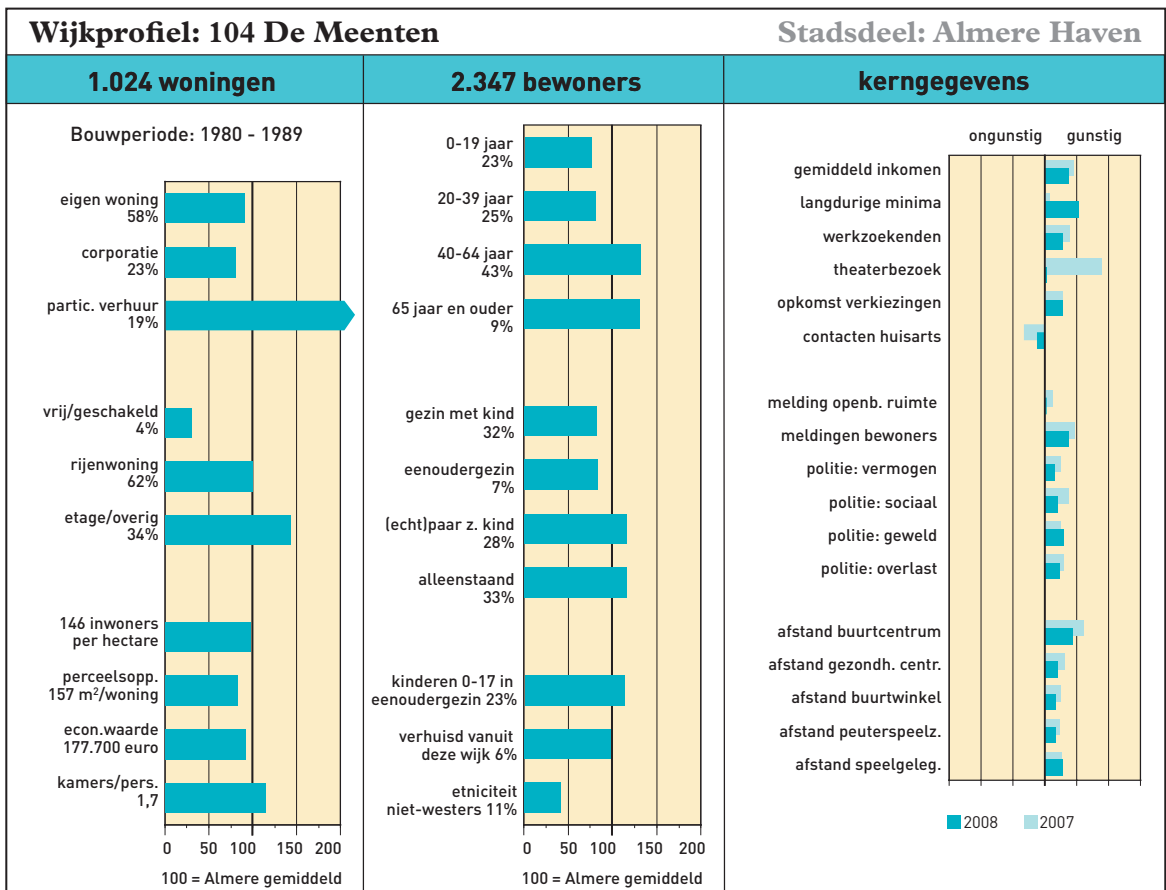 Wijkprofiel: 104 De Meenten
Stadsdeel: Almere Haven
1.024 woningen
2.347 bewoners
kerngegevens
Bouwperiode: 1980 - 1989
eigen woning
58%
corporatie
23%
partic. verhuur
19%
vrij/geschakeld
4%
rijenwoning
62%
etage/overig
34%
146 inwoners
per hectare
perceelsopp.
157 m²/woning
econ.waarde
177.700 euro
kamers/pers.
1,7
0 50 100 150 200
100 = Almere gemiddeld
0-19 jaar
23%
20-39 jaar
25%
40-64 jaar
43%
65 jaar en ouder
9%
gezin met kind
32%
eenoudergezin
7%
(echt)paar z. kind
28%
alleenstaand
33%
kinderen 0-17 in
eenoudergezin 23%
verhuisd vanuit
deze wijk 6%
etniciteit
niet-westers 11%
0 50 100 150 200
100 = Almere gemiddeld
ongunstig gunstig
gemiddeld inkomen
langdurige minima
werkzoekenden
theaterbezoek
opkomst verkiezingen
contacten huisarts
melding openb. ruimte
meldingen bewoners
politie: vermogen
politie: sociaal
politie: geweld
politie: overlast
afstand buurtcentrum
afstand gezondh. centr.
afstand buurtwinkel
afstand peuterspeelz.
afstand speelgeleg.
2008 2007